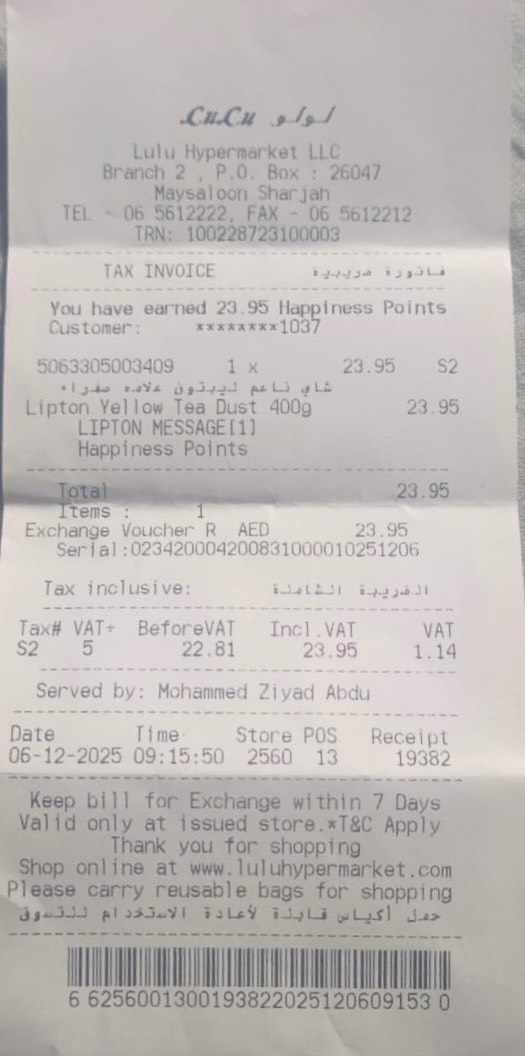 LuLu لولو
Lulu Hypermarket LLC
Branch 2 , P.O. Box : 26047
Maysaloon Sharjah
TEL - 06 5612222, FAX - 06 5612212
TRN: 100228723100003
TAX INVOICE فاتورة ضريبية
You have earned 23.95 Happiness Points
Customer: ********1037
5063305003409 1 x 23.95 S2
شاي ناعم ليبتون علامه صفراء
Lipton Yellow Tea Dust 400g 23.95
LIPTON MESSAGE[1]
Happiness Points
Total 23.95
Items : 1
Exchange Voucher R AED 23.95
Serial:023420004200831000010251206
Tax inclusive: الضريبة الشاملة
Tax# VAT÷ BeforeVAT Incl.VAT VAT
S2 5 22.81 23.95 1.14
Served by: Mohammed Ziyad Abdu
Date Time Store POS Receipt
06-12-2025 09:15:50 2560 13 19382
Keep bill for Exchange within 7 Days
Valid only at issued store.*T&C Apply
Thank you for shopping
Shop online at www.luluhypermarket.com
Please carry reusable bags for shopping
حمل أكياس قابلة لأعادة الاستخدام للتسوق
6 6256001300193822025120609153 0